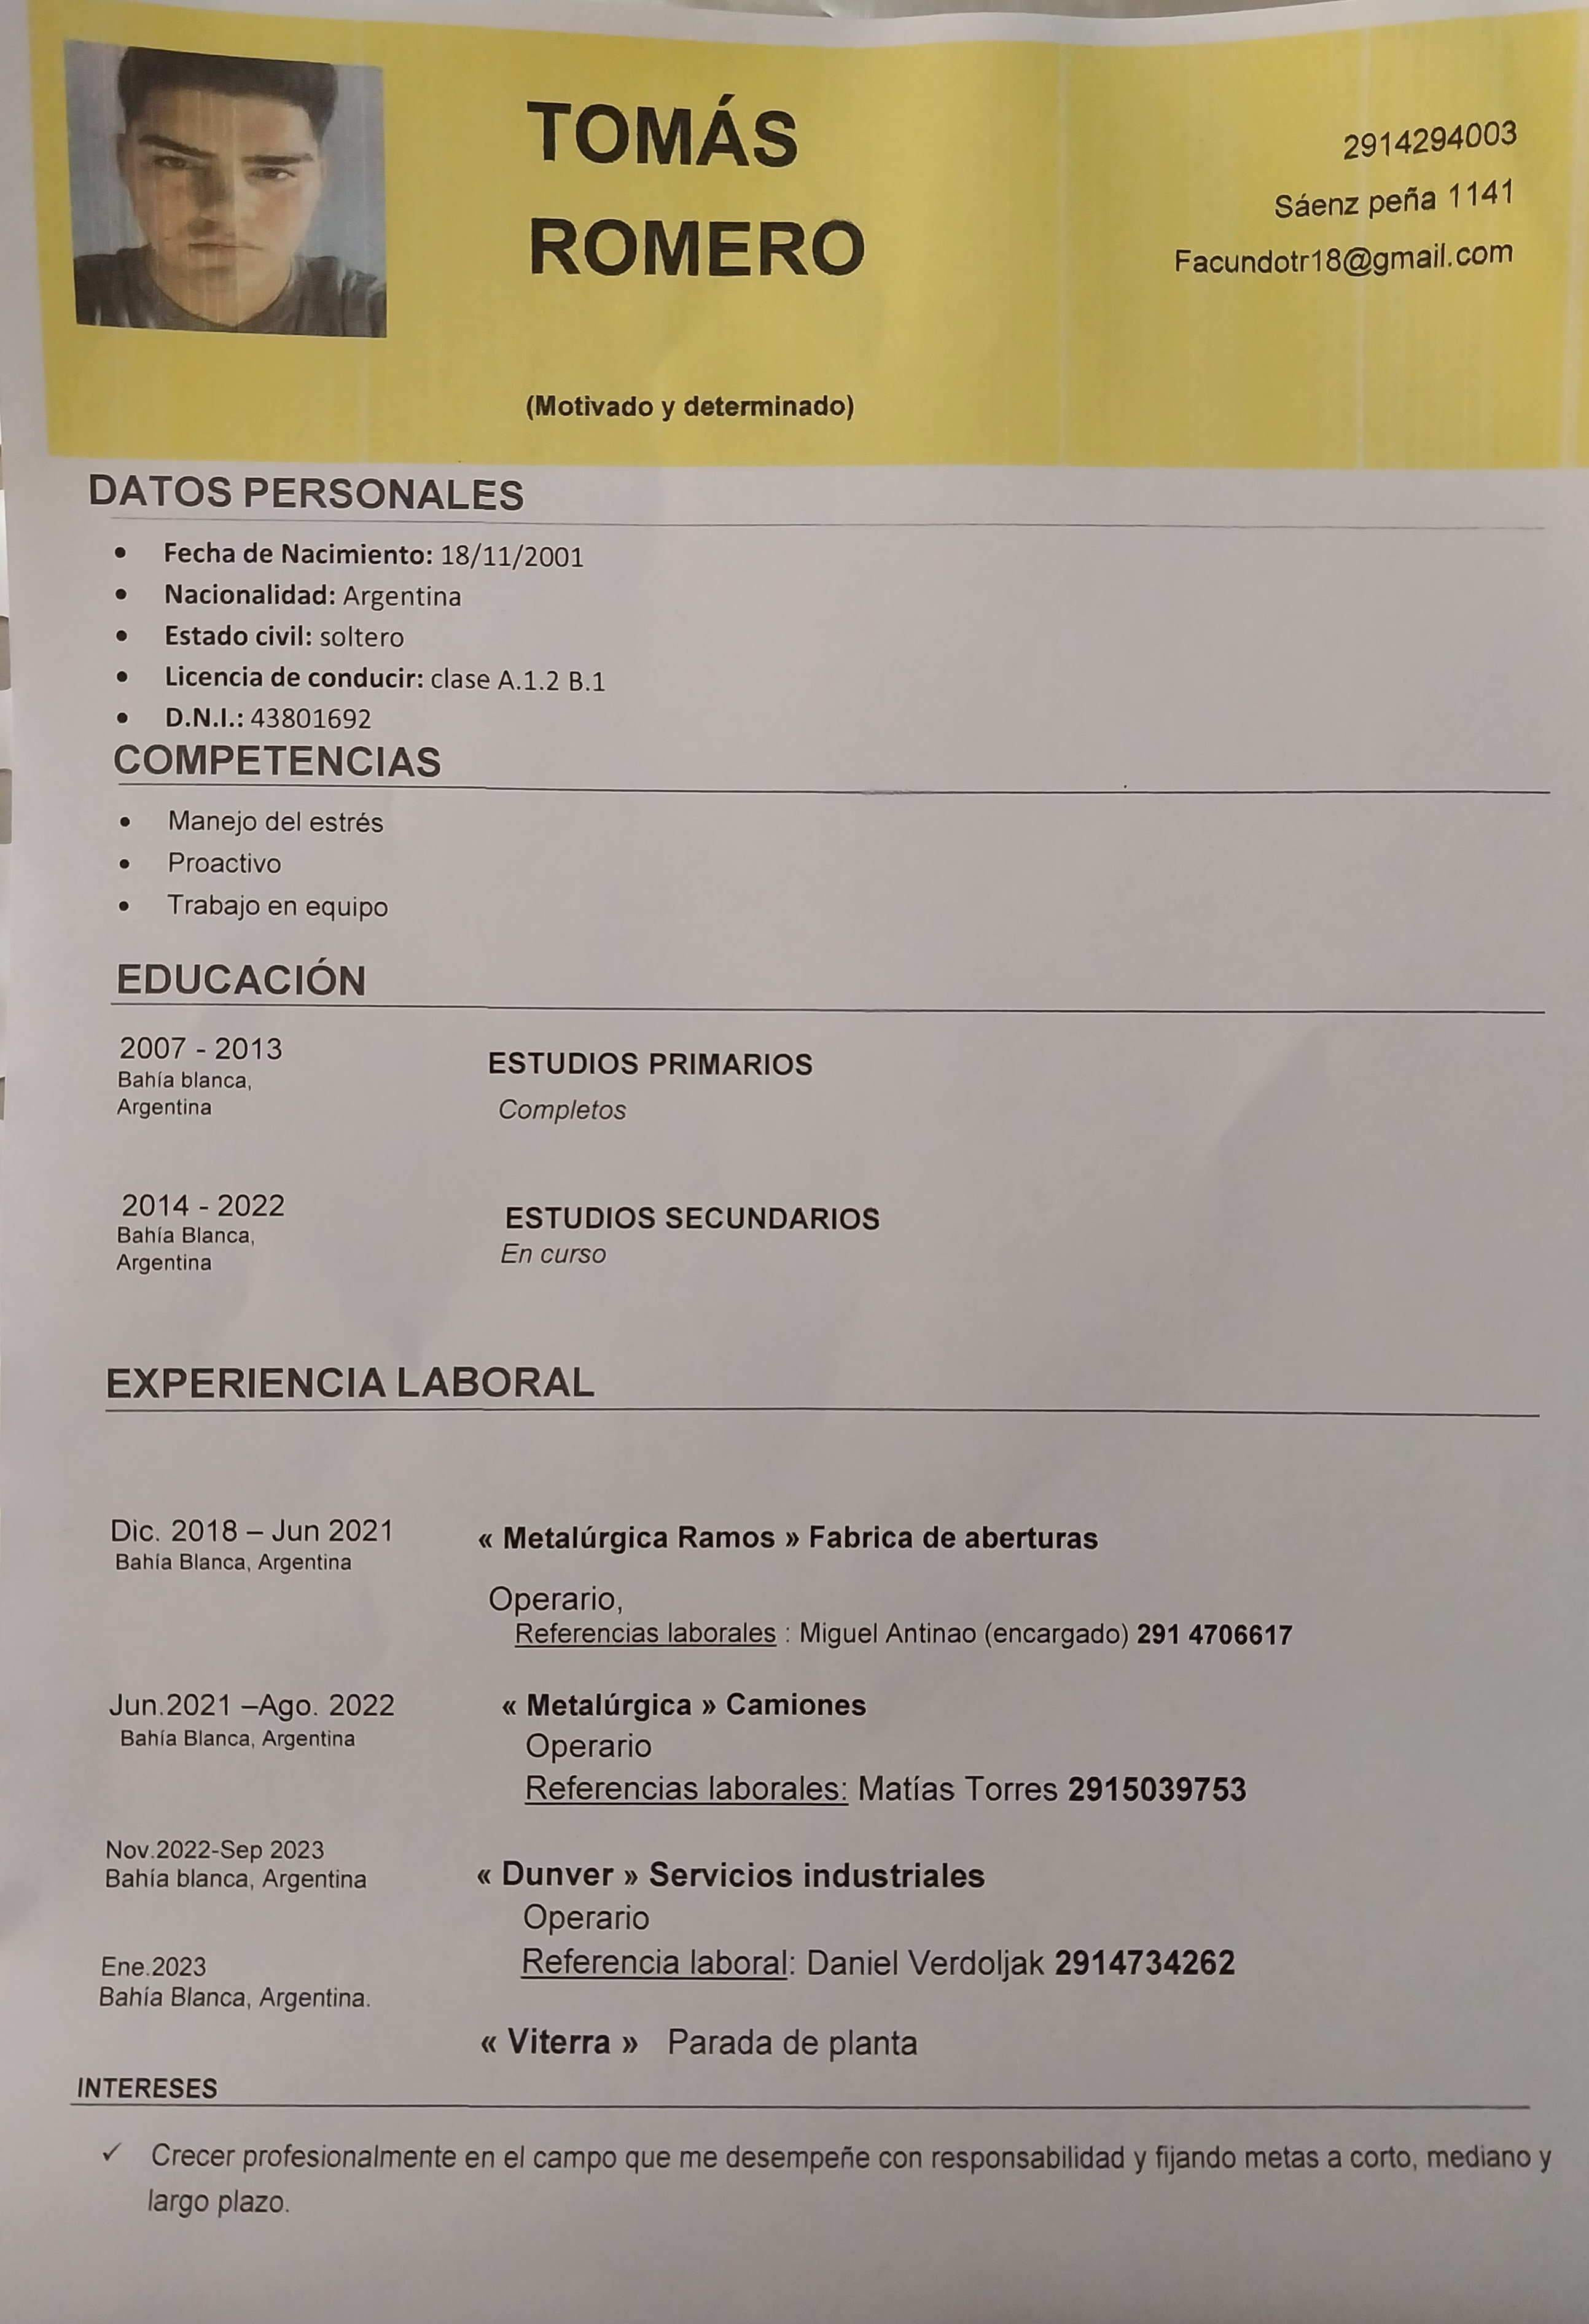 TOMÁS
ROMERO
(Motivado y determinado)
2914294003
Sáenz peña 1141
Facundotr18@gmail.com
DATOS PERSONALES
• Fecha de Nacimiento: 18/11/2001
• Nacionalidad: Argentina
• Estado civil: soltero
• Licencia de conducir: clase A.1.2 B.1
• D.N.I.: 43801692
COMPETENCIAS
• Manejo del estrés
• Proactivo
• Trabajo en equipo
EDUCACIÓN
2007 - 2013
Bahía blanca,
Argentina
ESTUDIOS PRIMARIOS
Completos
2014 - 2022
Bahía Blanca,
Argentina
ESTUDIOS SECUNDARIOS
En curso
EXPERIENCIA LABORAL
Dic. 2018 – Jun 2021
Bahía Blanca, Argentina
« Metalúrgica Ramos » Fabrica de aberturas
Operario,
Referencias laborales : Miguel Antinao (encargado) 291 4706617
Jun.2021 –Ago. 2022
Bahía Blanca, Argentina
« Metalúrgica » Camiones
Operario
Referencias laborales: Matías Torres 2915039753
Nov.2022-Sep 2023
Bahía blanca, Argentina
« Dunver » Servicios industriales
Operario
Referencia laboral: Daniel Verdoljak 2914734262
Ene.2023
Bahía Blanca, Argentina.
« Viterra » Parada de planta
INTERESES
✓ Crecer profesionalmente en el campo que me desempeñe con responsabilidad y fijando metas a corto, mediano y
largo plazo.